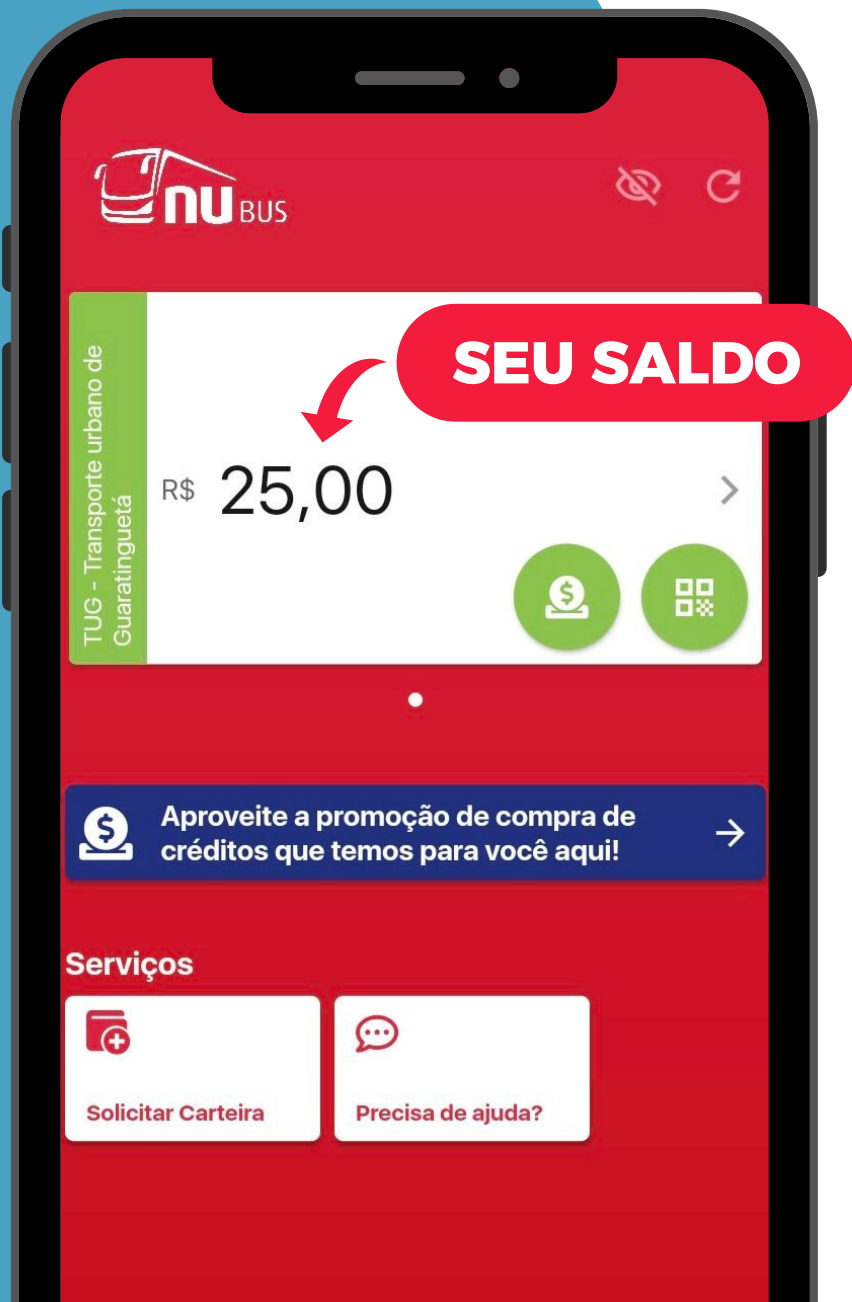 nu BUS
SEU SALDO
TUG - Transporte urbano de
Guaratinguetá
R$ 25,00
Aproveite a promoção de compra de
créditos que temos para você aqui!
Serviços
Solicitar Carteira
Precisa de ajuda?